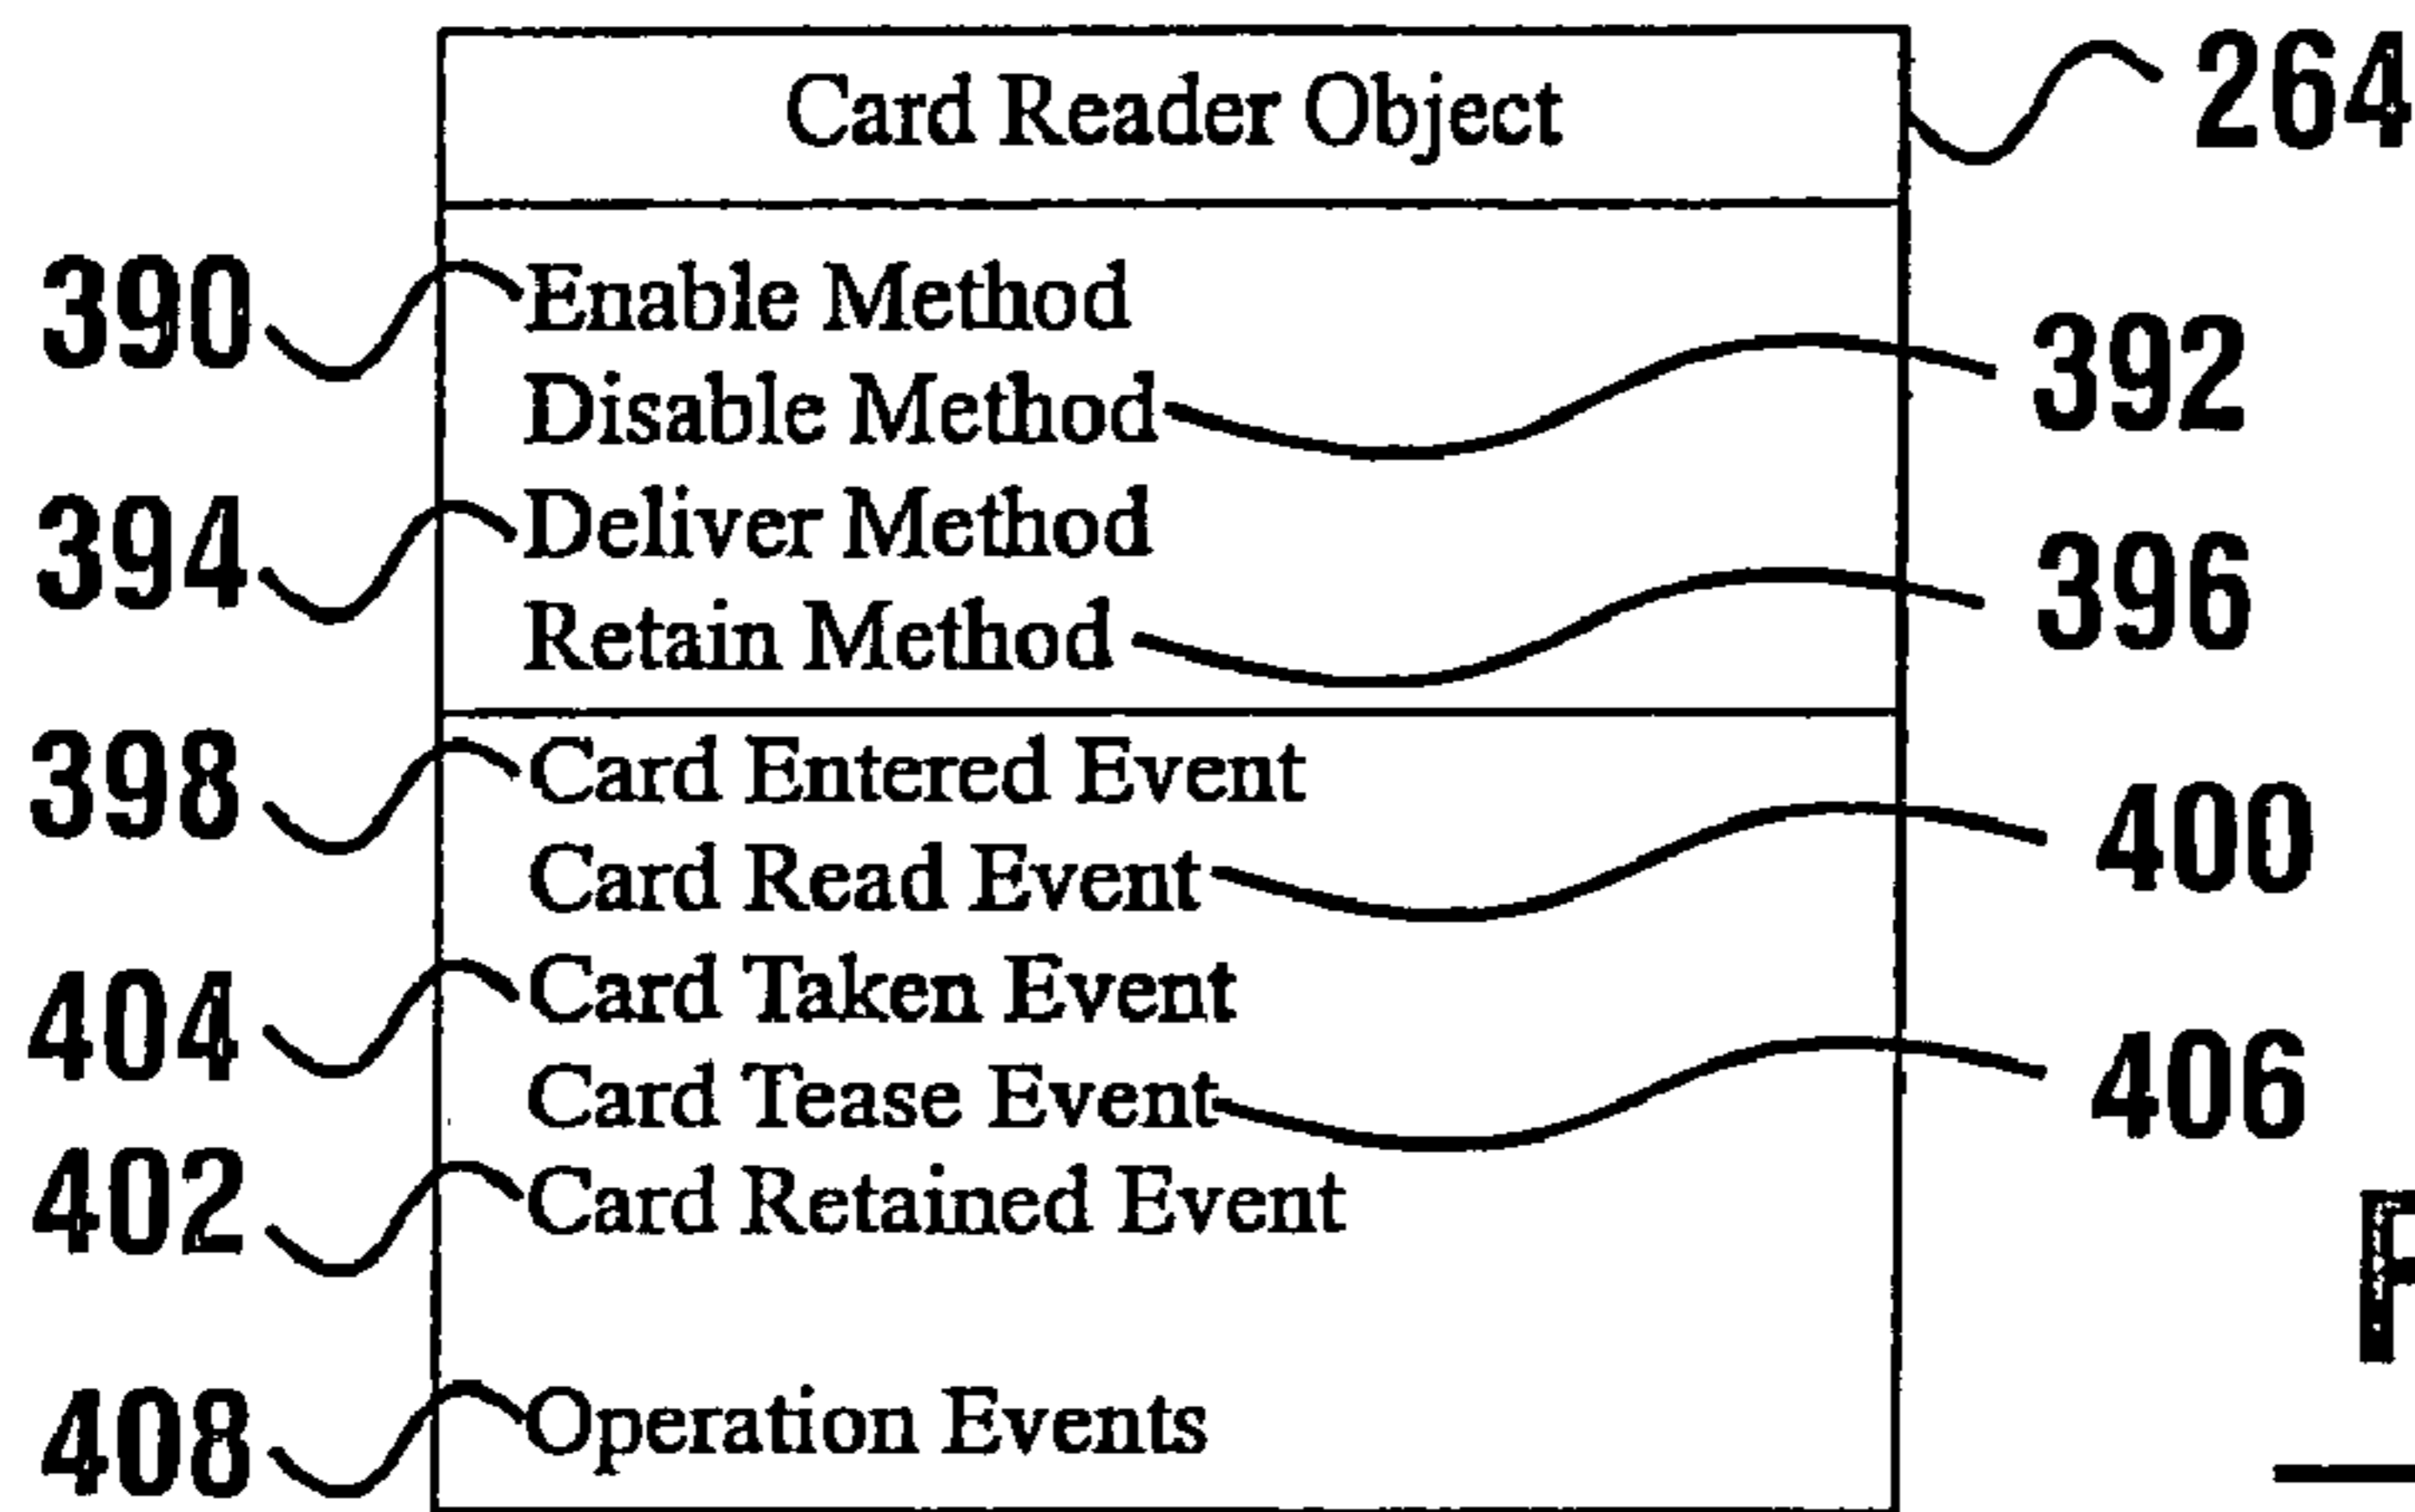 Card Reader Object 264
390 Enable Method
Disable Method 392
394 Deliver Method
Retain Method 396
398 Card Entered Event
Card Read Event 400
404 Card Taken Event
Card Tease Event 406
402 Card Retained Event
408 Operation Events